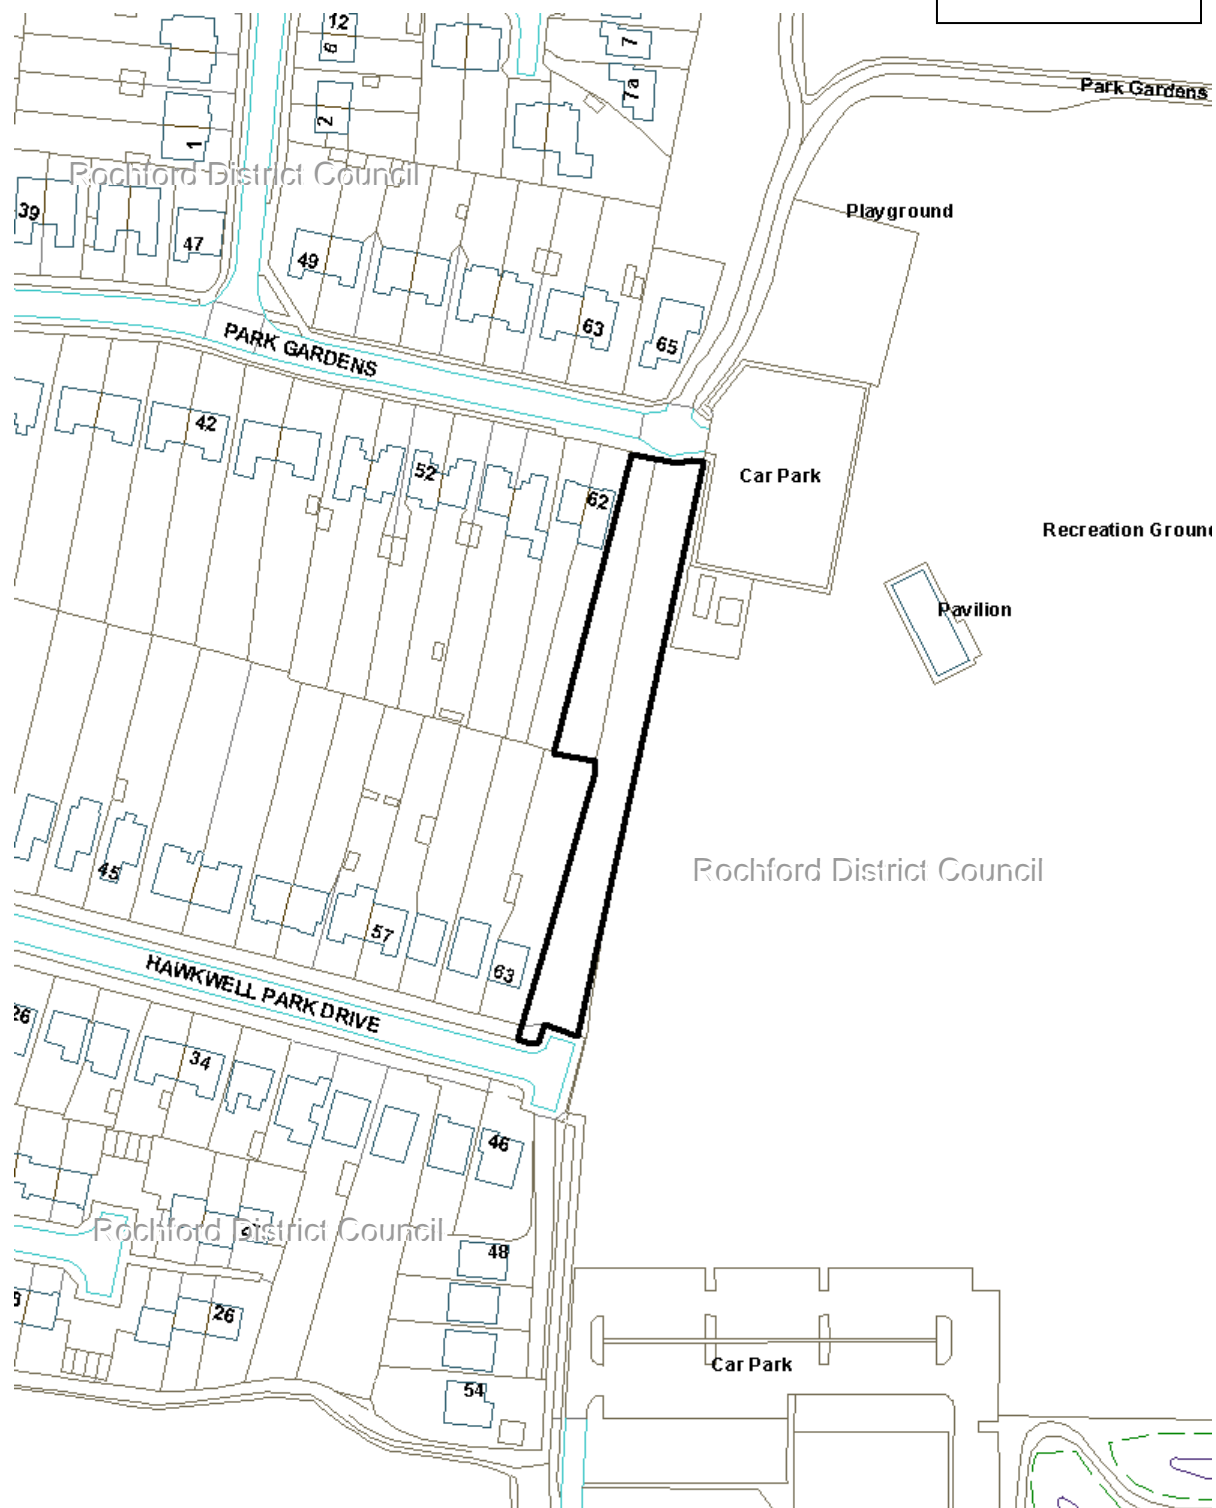 12
6
7
7a
Park Gardens
2
1
Rochford District Council
39
47
49
Playground
63
65
PARK GARDENS
42
52
62
Car Park
Recreation Groun
Pavilion
45
57
63
Rochford District Council
HAWKWELL PARK DRIVE
26
34
46
Rochford District Council
48
26
Car Park
54